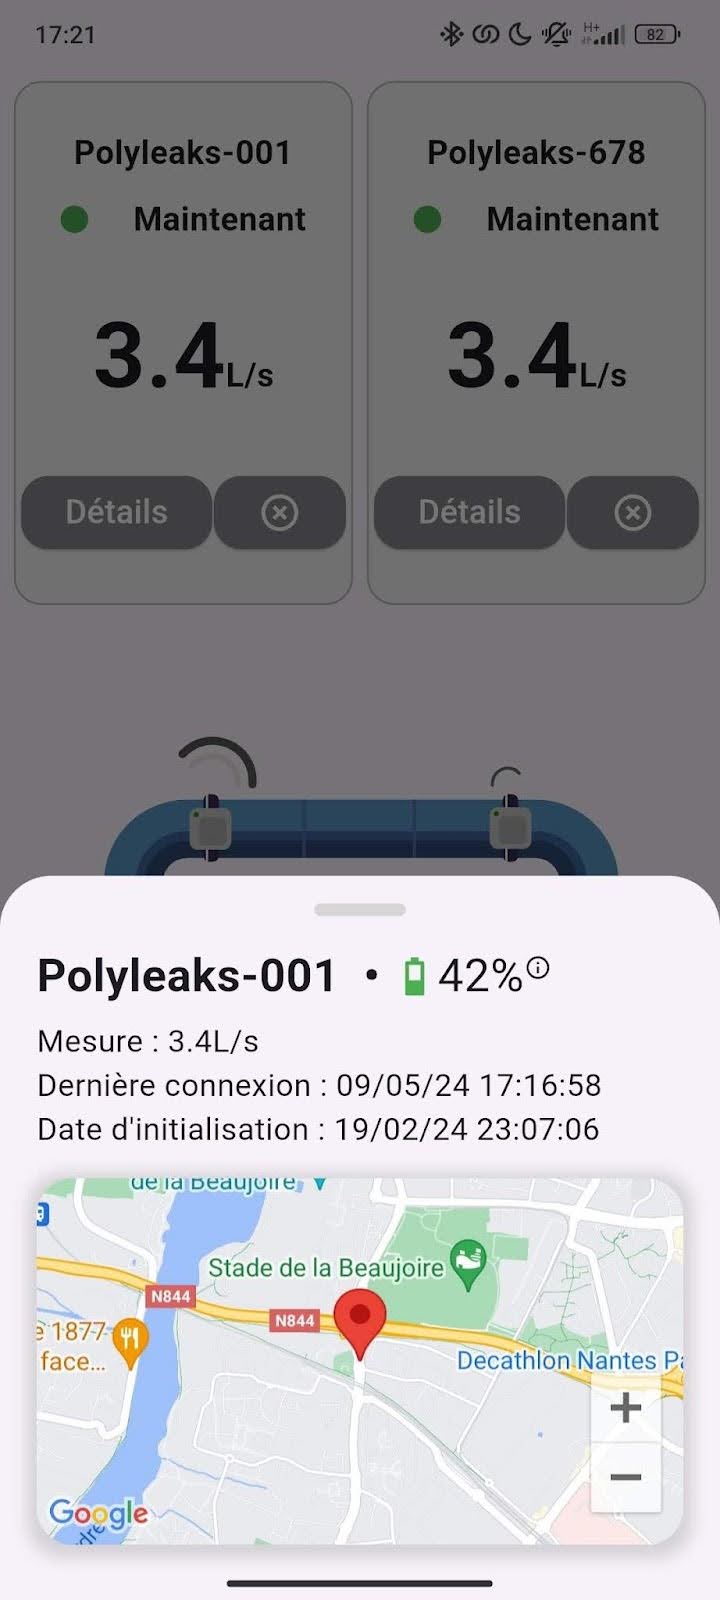 17:21
H+
82
Polyleaks-001
Maintenant
3.4L/s
Détails
Polyleaks-678
Maintenant
3.4L/s
Détails
Polyleaks-001 • 42%
Mesure : 3.4L/s
Dernière connexion : 09/05/24 17:16:58
Date d'initialisation : 19/02/24 23:07:06
de la Beaujoire
Stade de la Beaujoire
N844
N844
e 1877
face...
Decathlon Nantes Pa
+
−
Google